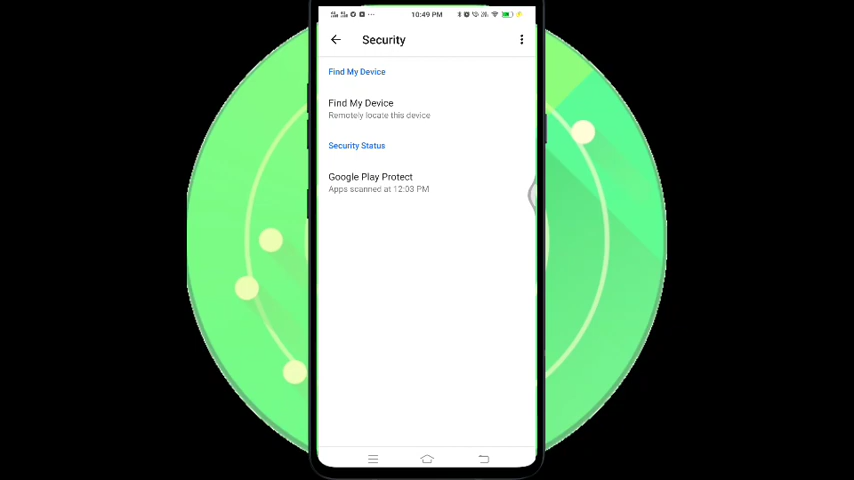 10:49 PM
Security
Find My Device
Find My Device
Remotely locate this device
Security Status
Google Play Protect
Apps scanned at 12:03 PM